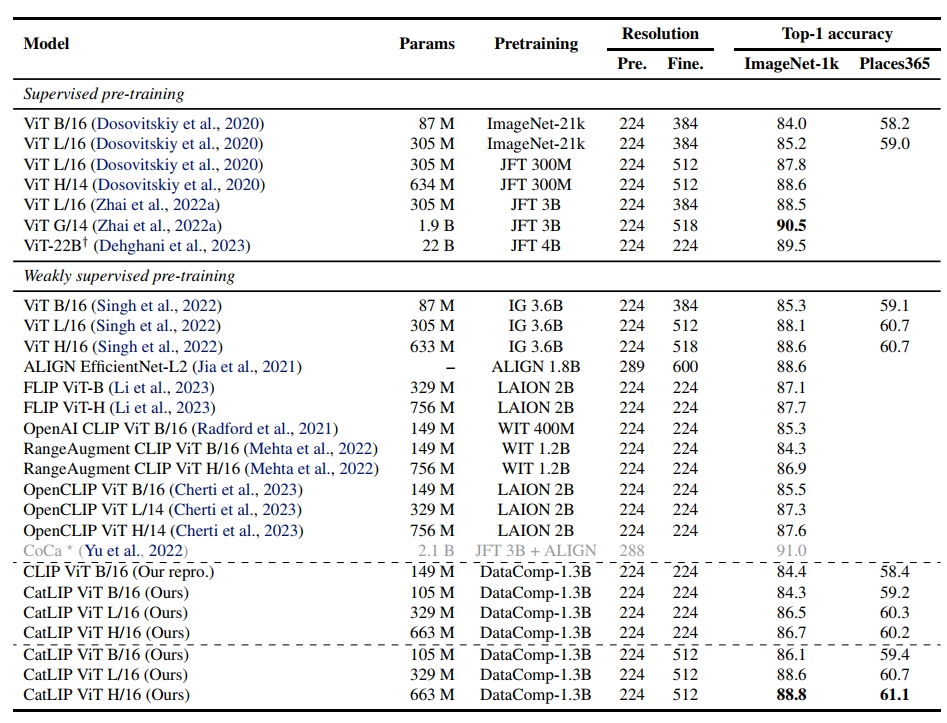 Model Params Pretraining Resolution Top-1 accuracy
Pre. Fine. ImageNet-1k Places365
Supervised pre-training
ViT B/16 (Dosovitskiy et al., 2020) 87 M ImageNet-21k 224 384 84.0 58.2
ViT L/16 (Dosovitskiy et al., 2020) 305 M ImageNet-21k 224 384 85.2 59.0
ViT L/16 (Dosovitskiy et al., 2020) 305 M JFT 300M 224 512 87.8
ViT H/14 (Dosovitskiy et al., 2020) 634 M JFT 300M 224 512 88.6
ViT L/16 (Zhai et al., 2022a) 305 M JFT 3B 224 384 88.5
ViT G/14 (Zhai et al., 2022a) 1.9 B JFT 3B 224 518 90.5
ViT-22B† (Dehghani et al., 2023) 22 B JFT 4B 224 224 89.5
Weakly supervised pre-training
ViT B/16 (Singh et al., 2022) 87 M IG 3.6B 224 384 85.3 59.1
ViT L/16 (Singh et al., 2022) 305 M IG 3.6B 224 512 88.1 60.7
ViT H/16 (Singh et al., 2022) 633 M IG 3.6B 224 518 88.6 60.7
ALIGN EfficientNet-L2 (Jia et al., 2021) – ALIGN 1.8B 289 600 88.6
FLIP ViT-B (Li et al., 2023) 329 M LAION 2B 224 224 87.1
FLIP ViT-H (Li et al., 2023) 756 M LAION 2B 224 224 87.7
OpenAI CLIP ViT B/16 (Radford et al., 2021) 149 M WIT 400M 224 224 85.3
RangeAugment CLIP ViT B/16 (Mehta et al., 2022) 149 M WIT 1.2B 224 224 84.3
RangeAugment CLIP ViT H/16 (Mehta et al., 2022) 756 M WIT 1.2B 224 224 86.9
OpenCLIP ViT B/16 (Cherti et al., 2023) 149 M LAION 2B 224 224 85.5
OpenCLIP ViT L/14 (Cherti et al., 2023) 329 M LAION 2B 224 224 87.3
OpenCLIP ViT H/14 (Cherti et al., 2023) 756 M LAION 2B 224 224 87.6
CoCa * (Yu et al., 2022) 2.1 B JFT 3B + ALIGN 288 91.0
CLIP ViT B/16 (Our repro.) 149 M DataComp-1.3B 224 224 84.4 58.4
CatLIP ViT B/16 (Ours) 105 M DataComp-1.3B 224 224 84.3 59.2
CatLIP ViT L/16 (Ours) 329 M DataComp-1.3B 224 224 86.5 60.3
CatLIP ViT H/16 (Ours) 663 M DataComp-1.3B 224 224 86.7 60.2
CatLIP ViT B/16 (Ours) 105 M DataComp-1.3B 224 512 86.1 59.4
CatLIP ViT L/16 (Ours) 329 M DataComp-1.3B 224 512 88.6 60.7
CatLIP ViT H/16 (Ours) 663 M DataComp-1.3B 224 512 88.8 61.1